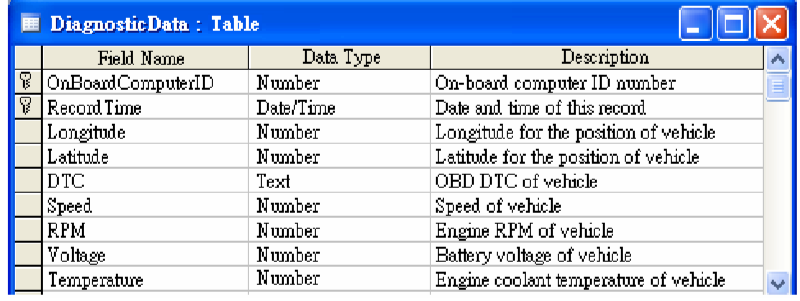 DiagnosticData : Table
Field Name Data Type Description
OnBoardComputerID Number On-board computer ID number
RecordTime Date/Time Date and time of this record
Longitude Number Longitude for the position of vehicle
Latitude Number Latitude for the position of vehicle
DTC Text OBD DTC of vehicle
Speed Number Speed of vehicle
RPM Number Engine RPM of vehicle
Voltage Number Battery voltage of vehicle
Temperature Number Engine coolant temperature of vehicle